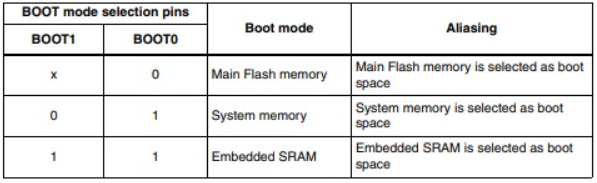 BOOT mode selection pins
Boot mode
Aliasing
BOOT1
BOOT0
x
0
Main Flash memory
Main Flash memory is selected as boot
space
0
1
System memory
System memory is selected as boot
space
1
1
Embedded SRAM
Embedded SRAM is selected as boot
space